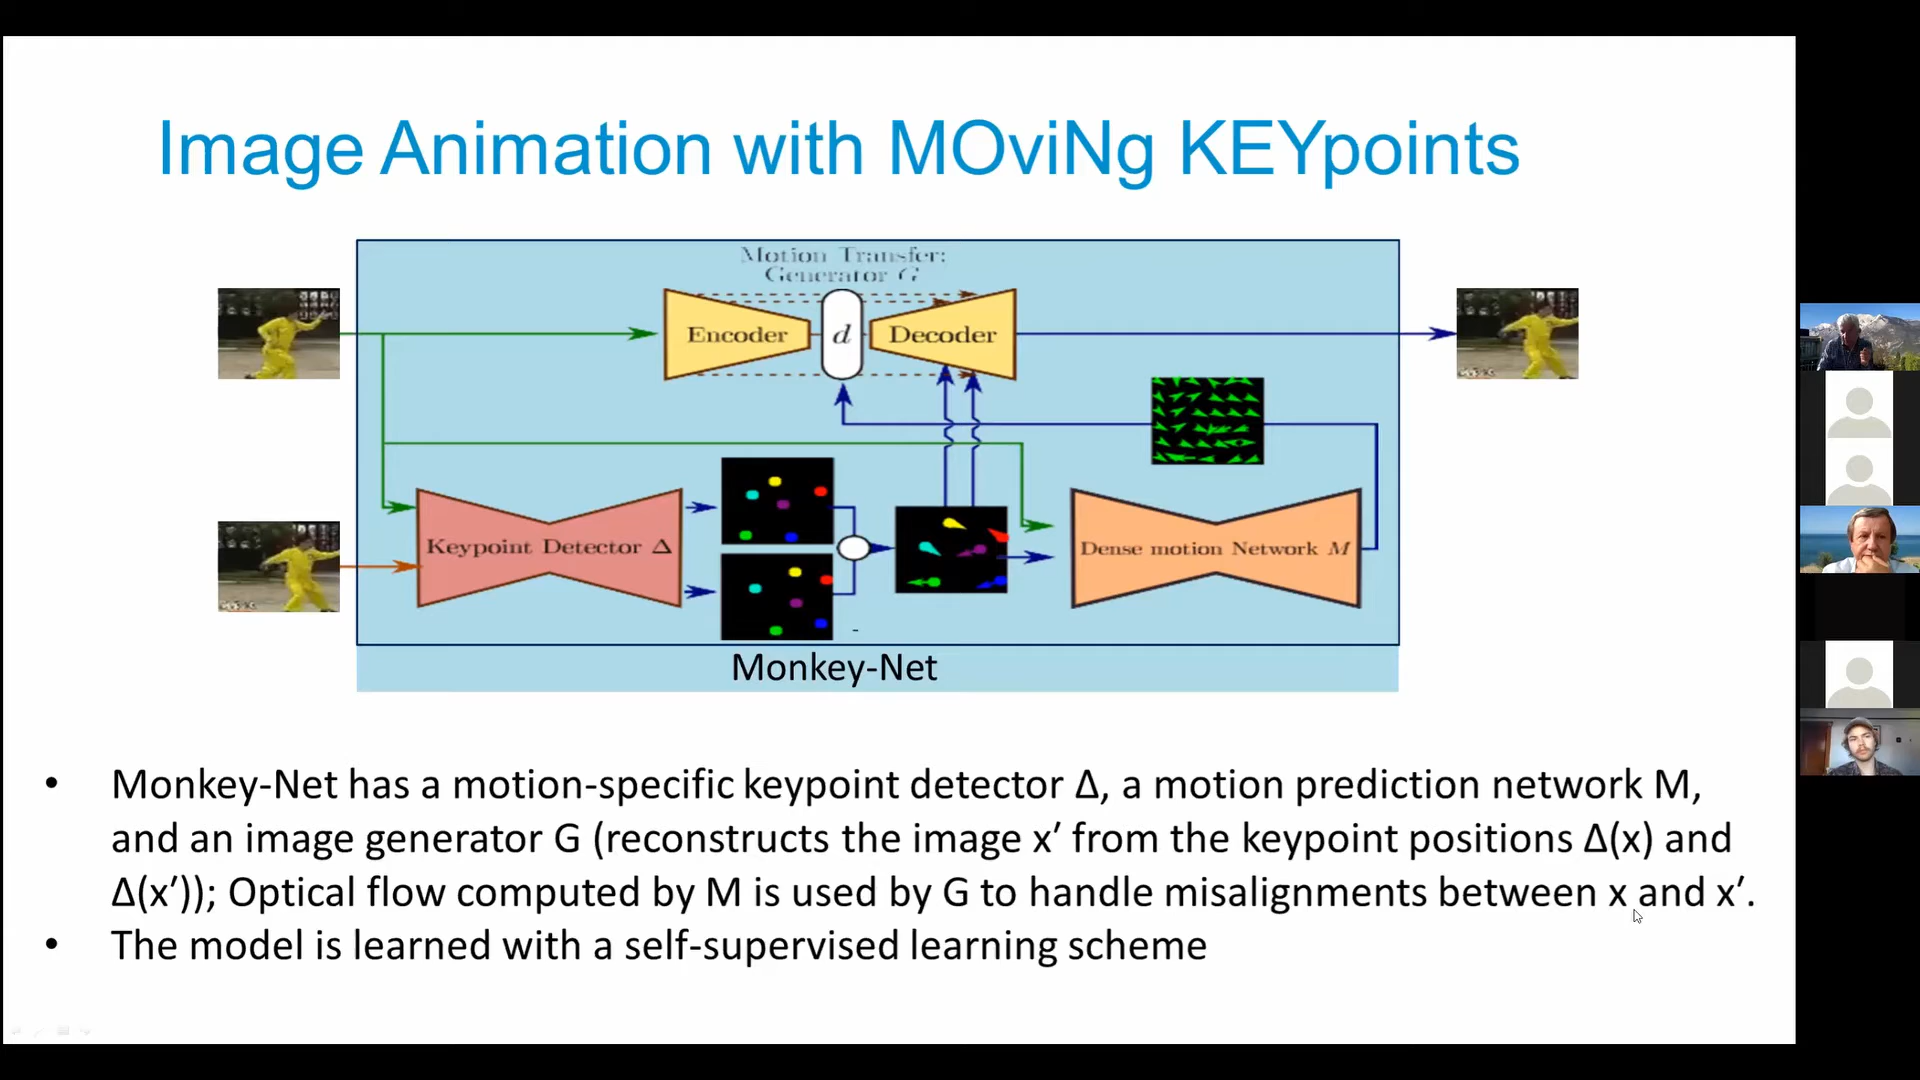 Image Animation with MOviNg KEYpoints
Motion Transfer:
Generator G
Encoder
d
Decoder
Keypoint Detector Δ
Dense motion Network M
Monkey-Net
• Monkey-Net has a motion-specific keypoint detector Δ, a motion prediction network M,
and an image generator G (reconstructs the image x′ from the keypoint positions Δ(x) and
Δ(x′)); Optical flow computed by M is used by G to handle misalignments between x and x′.
• The model is learned with a self-supervised learning scheme